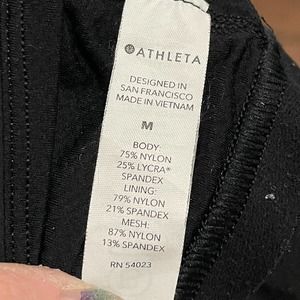 ATHLETA
DESIGNED IN
SAN FRANCISCO
MADE IN VIETNAM
M
BODY:
75% NYLON
25% LYCRA®
SPANDEX
LINING:
79% NYLON
21% SPANDEX
MESH:
87% NYLON
13% SPANDEX
RN 54023